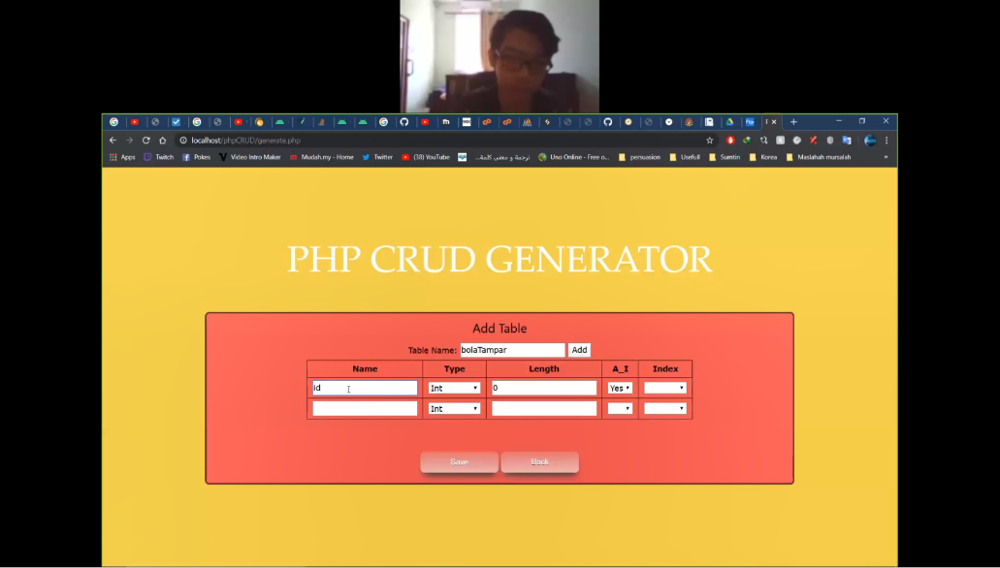 localhost/phpCRUD/generate.php
Apps Twitch Pokes Video Intro Maker Mudah.my - Home Twitter (38) YouTube ترجمة و معنى كلمة... Uno Online - Free o... persuasion Usefull Sumtin Korea Maslahah mursalah »
PHP CRUD GENERATOR
Add Table
Table Name: bolaTampar Add
Name Type Length A_I Index
id Int 0 Yes
Int
Save Back